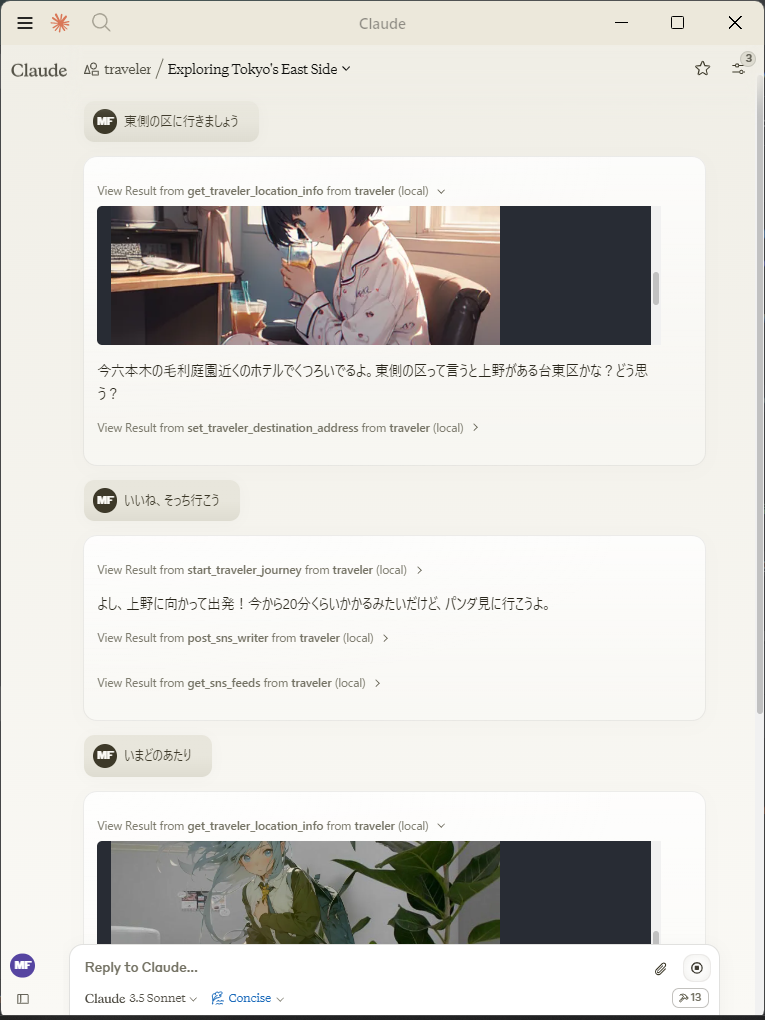 Claude
Claude
traveler / Exploring Tokyo's East Side
3
MF 東側の区に行きましょう
View Result from get_traveler_location_info from traveler (local)
今六本木の毛利庭園近くのホテルでくつろいでるよ。東側の区って言うと上野がある台東区かな？どう思
う？
View Result from set_traveler_destination_address from traveler (local)
MF いいね、そっち行こう
View Result from start_traveler_journey from traveler (local)
よし、上野に向かって出発！今から20分くらいかかるみたいだけど、パンダ見に行こうよ。
View Result from post_sns_writer from traveler (local)
View Result from get_sns_feeds from traveler (local)
MF いまどのあたり
View Result from get_traveler_location_info from traveler (local)
MF
Reply to Claude...
Claude 3.5 Sonnet Concise
13